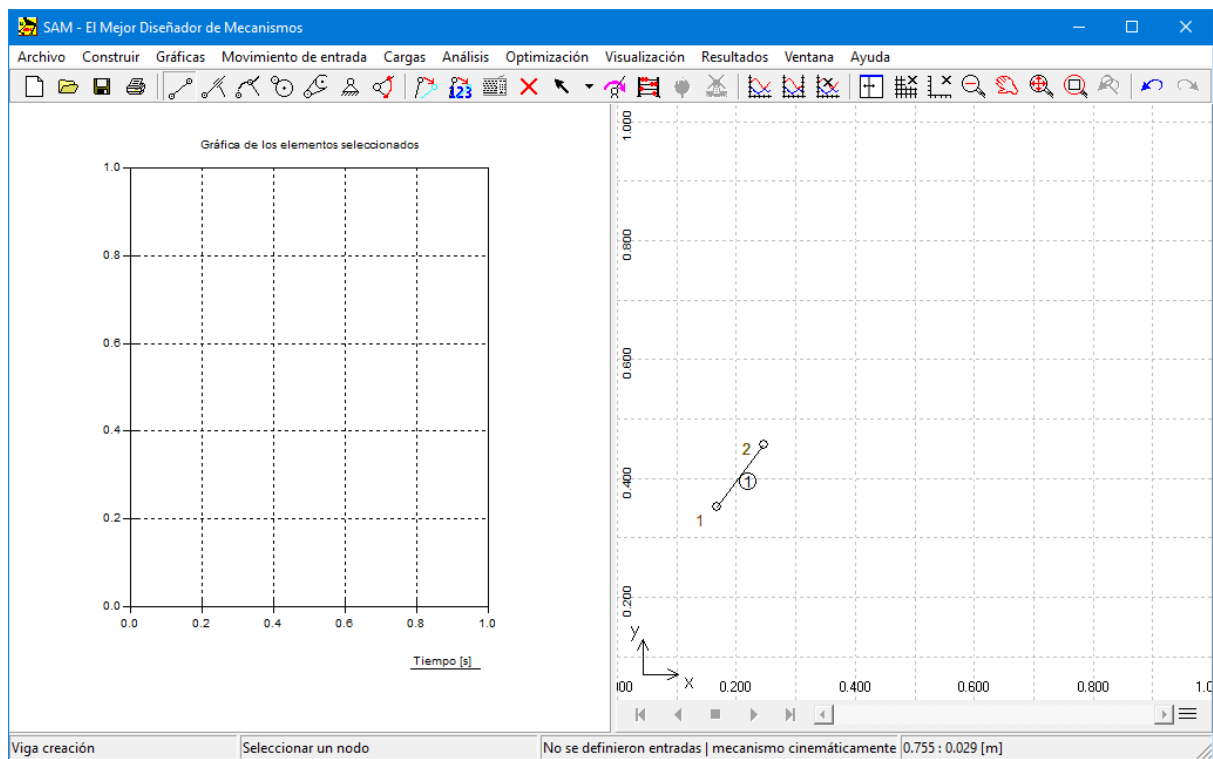 SAM - El Mejor Diseñador de Mecanismos
Archivo Construir Gráficas Movimiento de entrada Cargas Análisis Optimización Visualización Resultados Ventana Ayuda
123
Gráfica de los elementos seleccionados
1.0
0.8
0.6
0.4
0.2
0.0
0.0 0.2 0.4 0.6 0.8 1.0
Tiempo [s]
1.000
0.800
0.600
0.400
0.200
2
1
1
y
x
00 0.200 0.400 0.600 0.800 1.0
Viga creación Seleccionar un nodo No se definieron entradas | mecanismo cinemáticamente 0.755 : 0.029 [m]